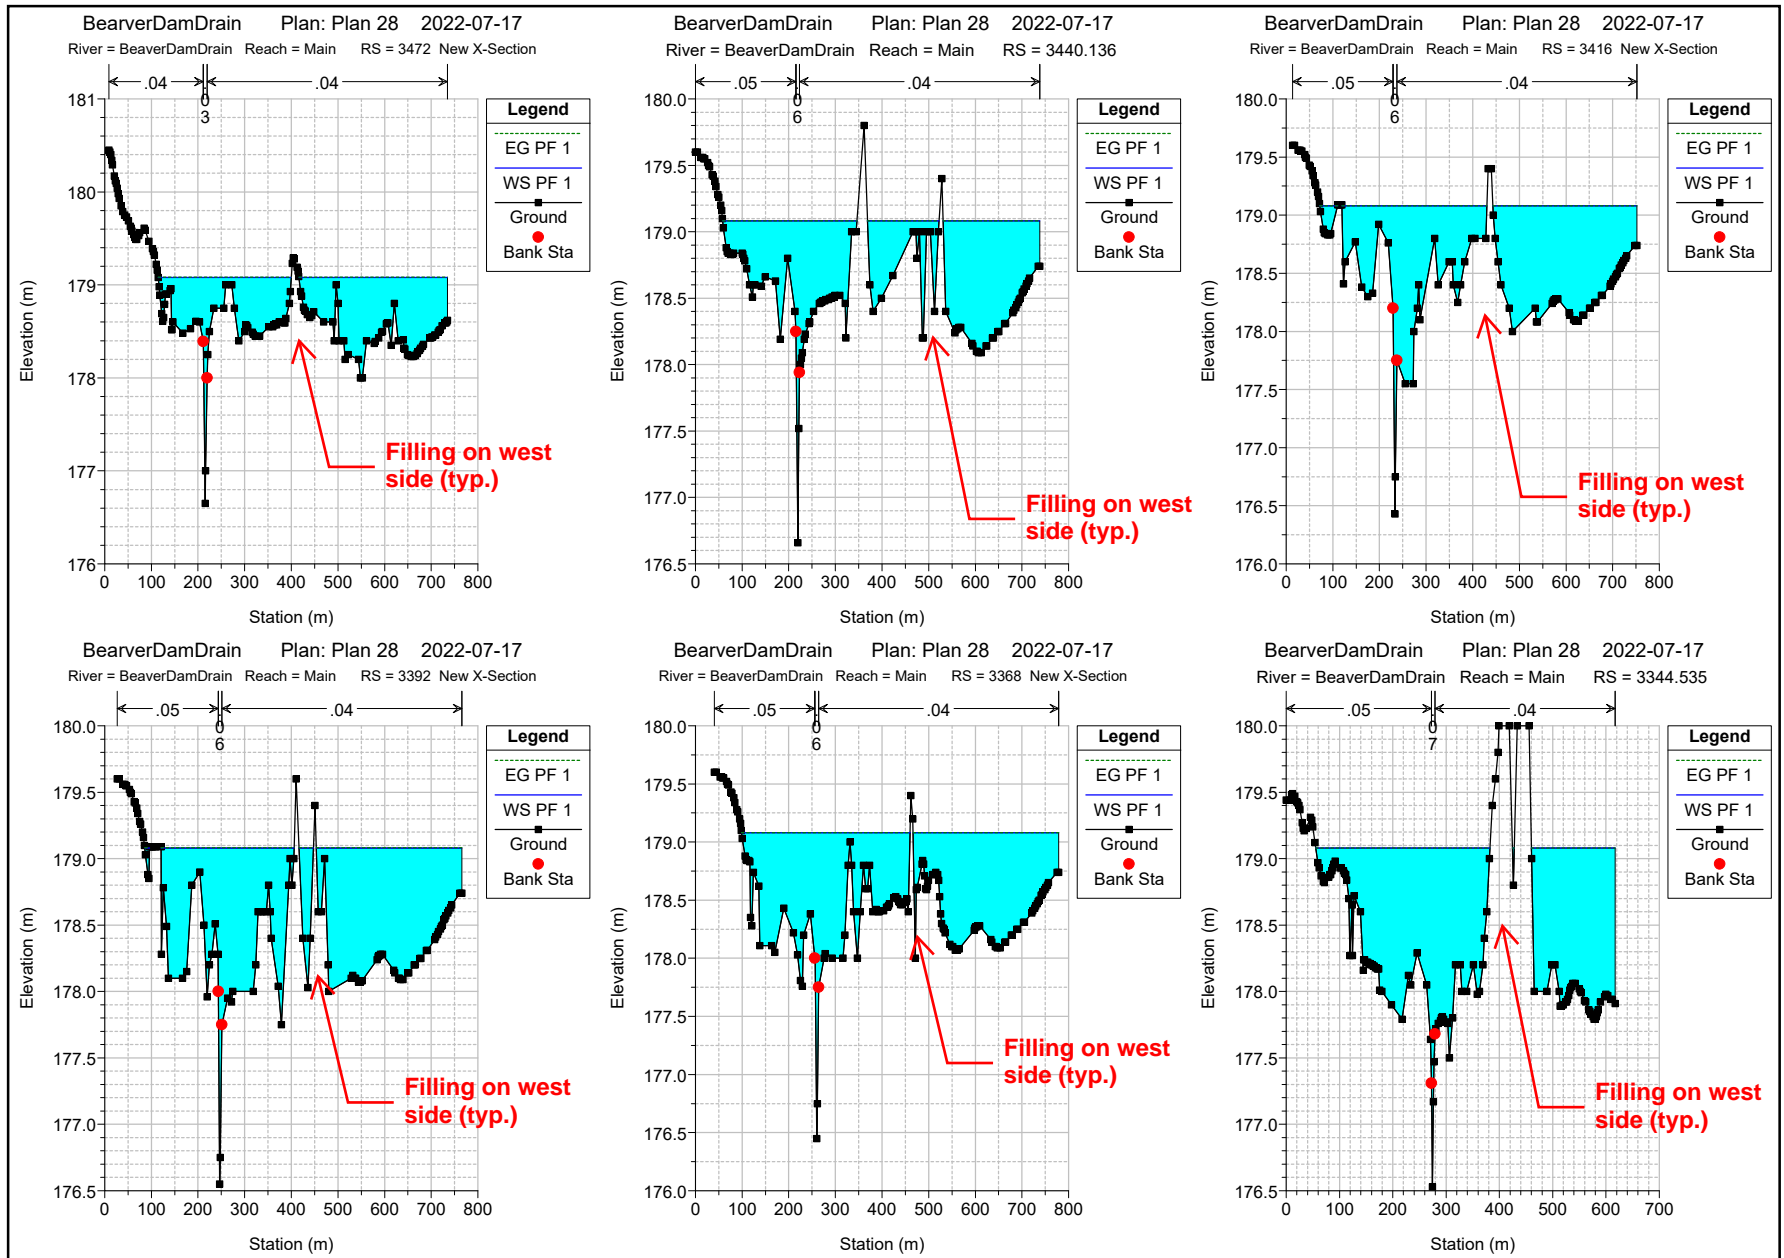 BearverDamDrain Plan: Plan 28 2022-07-17
River = BeaverDamDrain Reach = Main RS = 3472 New X-Section
.04
.04
0
3
181
180
179
178
177
176
0 100 200 300 400 500 600 700 800
Elevation (m)
Station (m)
Legend
EG PF 1
WS PF 1
Ground
Bank Sta
Filling on west
side (typ.)
BearverDamDrain Plan: Plan 28 2022-07-17
River = BeaverDamDrain Reach = Main RS = 3440.136
.05
.04
0
6
180.0
179.5
179.0
178.5
178.0
177.5
177.0
176.5
0 100 200 300 400 500 600 700 800
Elevation (m)
Station (m)
Legend
EG PF 1
WS PF 1
Ground
Bank Sta
Filling on west
side (typ.)
BearverDamDrain Plan: Plan 28 2022-07-17
River = BeaverDamDrain Reach = Main RS = 3416 New X-Section
.05
.04
0
6
180.0
179.5
179.0
178.5
178.0
177.5
177.0
176.5
176.0
0 100 200 300 400 500 600 700 800
Elevation (m)
Station (m)
Legend
EG PF 1
WS PF 1
Ground
Bank Sta
Filling on west
side (typ.)
BearverDamDrain Plan: Plan 28 2022-07-17
River = BeaverDamDrain Reach = Main RS = 3392 New X-Section
.05
.04
0
6
180.0
179.5
179.0
178.5
178.0
177.5
177.0
176.5
0 100 200 300 400 500 600 700 800
Elevation (m)
Station (m)
Legend
EG PF 1
WS PF 1
Ground
Bank Sta
Filling on west
side (typ.)
BearverDamDrain Plan: Plan 28 2022-07-17
River = BeaverDamDrain Reach = Main RS = 3368 New X-Section
.05
.04
0
6
180.0
179.5
179.0
178.5
178.0
177.5
177.0
176.5
176.0
0 100 200 300 400 500 600 700 800
Elevation (m)
Station (m)
Legend
EG PF 1
WS PF 1
Ground
Bank Sta
Filling on west
side (typ.)
BearverDamDrain Plan: Plan 28 2022-07-17
River = BeaverDamDrain Reach = Main RS = 3344.535
.05
.04
0
7
180.0
179.5
179.0
178.5
178.0
177.5
177.0
176.5
0 100 200 300 400 500 600 700
Elevation (m)
Station (m)
Legend
EG PF 1
WS PF 1
Ground
Bank Sta
Filling on west
side (typ.)